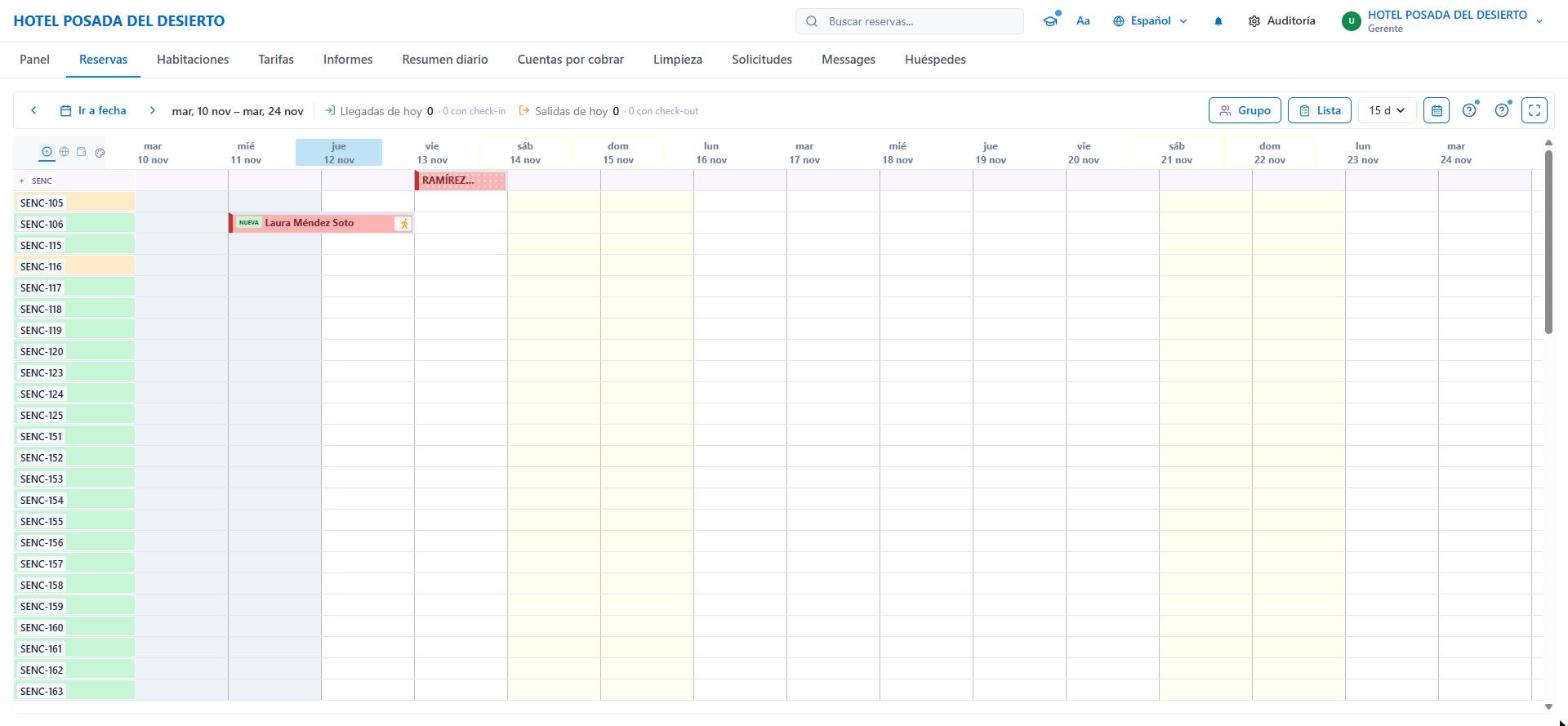 HOTEL POSADA DEL DESIERTO
Buscar reservas...
Aa
Español
Auditoría
U
HOTEL POSADA DEL DESIERTO
Gerente
Panel
Reservas
Habitaciones
Tarifas
Informes
Resumen diario
Cuentas por cobrar
Limpieza
Solicitudes
Messages
Huéspedes
Ir a fecha
mar, 10 nov – mar, 24 nov
Llegadas de hoy 0 · 0 con check-in
Salidas de hoy 0 · 0 con check-out
Grupo
Lista
15 d
mar 10 nov
mié 11 nov
jue 12 nov
vie 13 nov
sáb 14 nov
dom 15 nov
lun 16 nov
mar 17 nov
mié 18 nov
jue 19 nov
vie 20 nov
sáb 21 nov
dom 22 nov
lun 23 nov
mar 24 nov
+ SENC
RAMÍREZ...
SENC-105
SENC-106
NUEVA Laura Méndez Soto
SENC-115
SENC-116
SENC-117
SENC-118
SENC-119
SENC-120
SENC-123
SENC-124
SENC-125
SENC-151
SENC-152
SENC-153
SENC-154
SENC-155
SENC-156
SENC-157
SENC-158
SENC-159
SENC-160
SENC-161
SENC-162
SENC-163